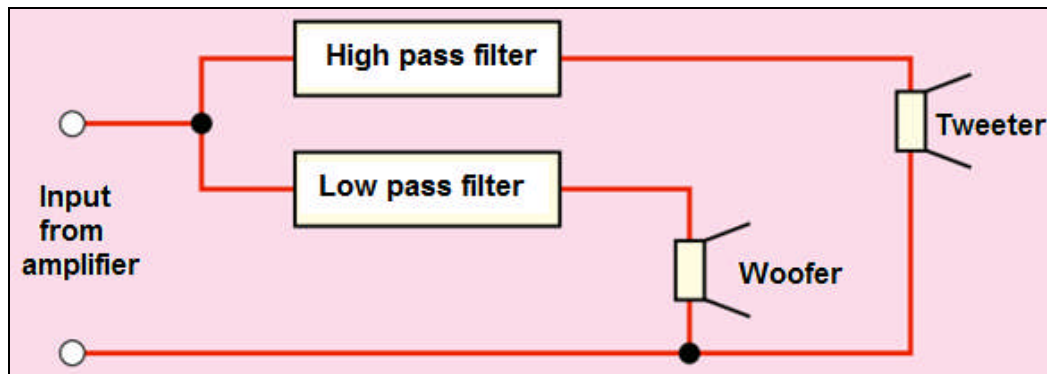 High pass filter
Tweeter
Low pass filter
Input
from
amplifier
Woofer